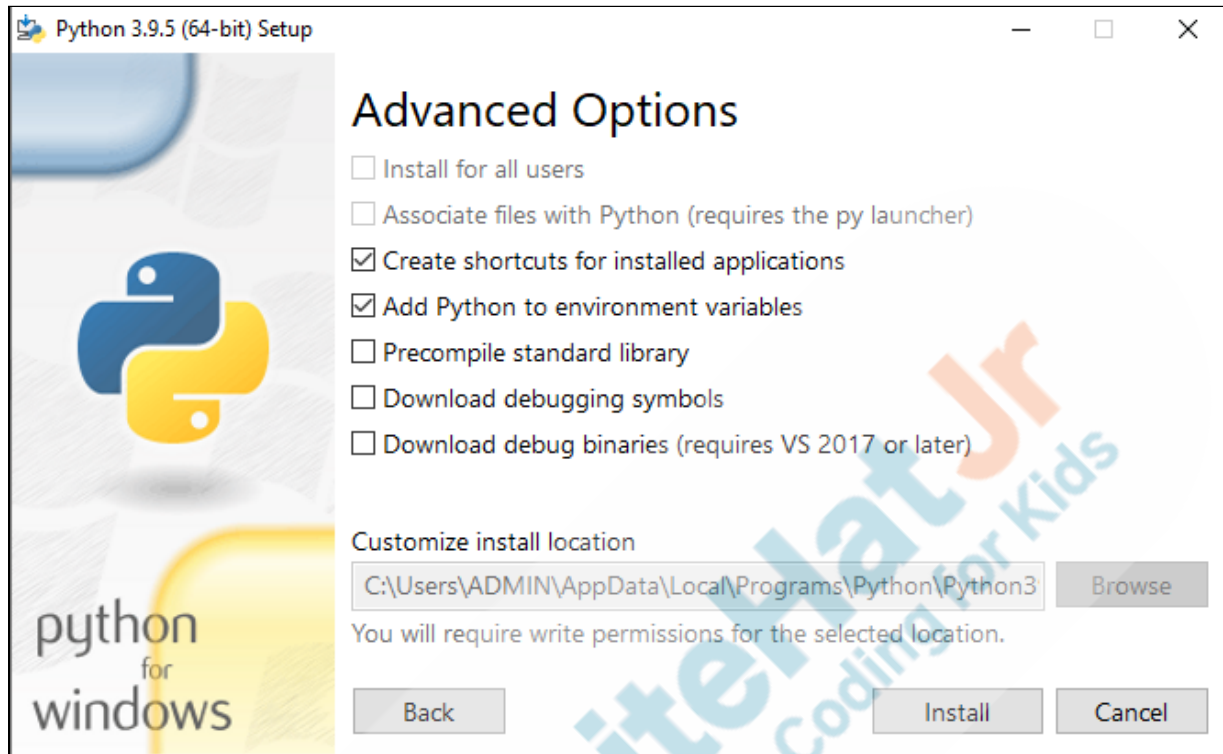 Python 3.9.5 (64-bit) Setup
Advanced Options
Install for all users
Associate files with Python (requires the py launcher)
Create shortcuts for installed applications
Add Python to environment variables
Precompile standard library
Download debugging symbols
Download debug binaries (requires VS 2017 or later)
Customize install location
C:\Users\ADMIN\AppData\Local\Programs\Python\Python3
Browse
You will require write permissions for the selected location.
python
for
windows
Back
Install
Cancel
iteHat Jr
Coding for Kids